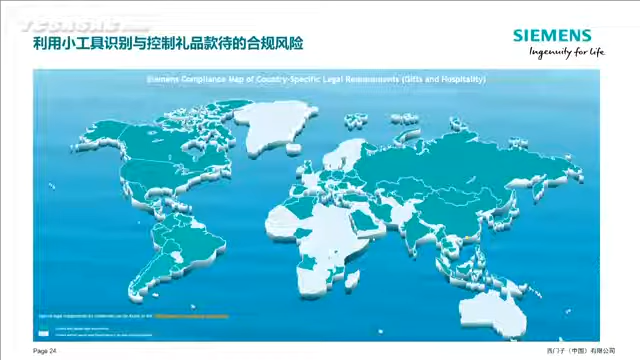 利用小工具识别与控制礼品款待的合规风险
SIEMENS
Ingenuity for life
Siemens Compliance Map of Country-Specific Legal Requirements (Gifts and Hospitality)
Page 24
西门子（中国）有限公司